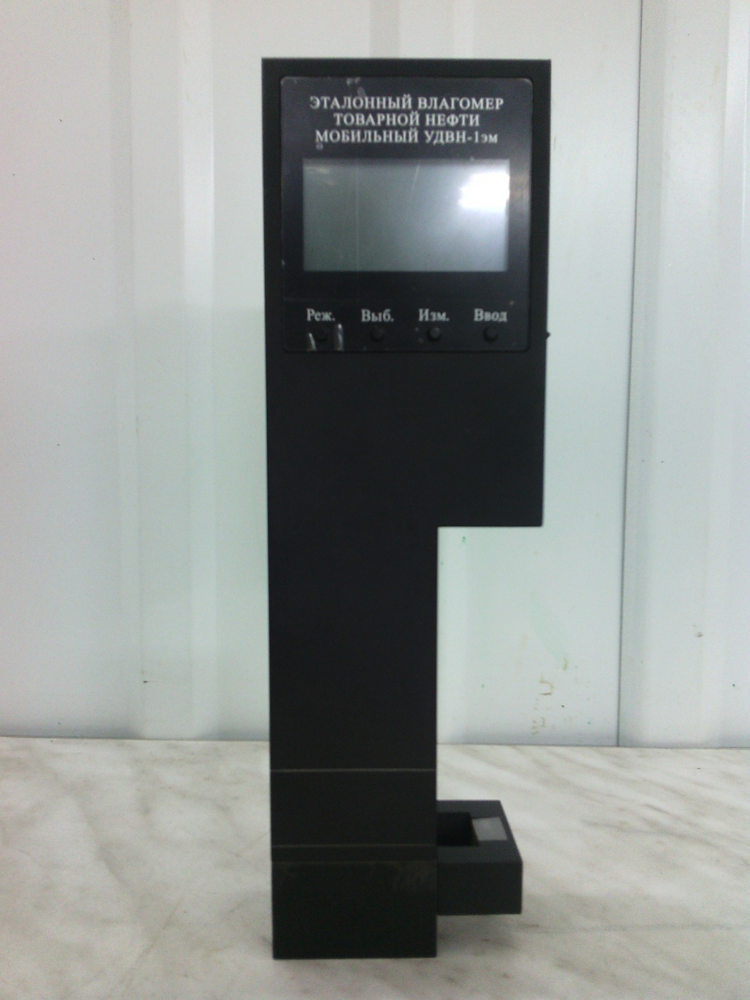 ЭТАЛОННЫЙ ВЛАГОМЕР
ТОВАРНОЙ НЕФТИ
МОБИЛЬНЫЙ УДВН-1эм
Реж. Выб. Изм. Ввод